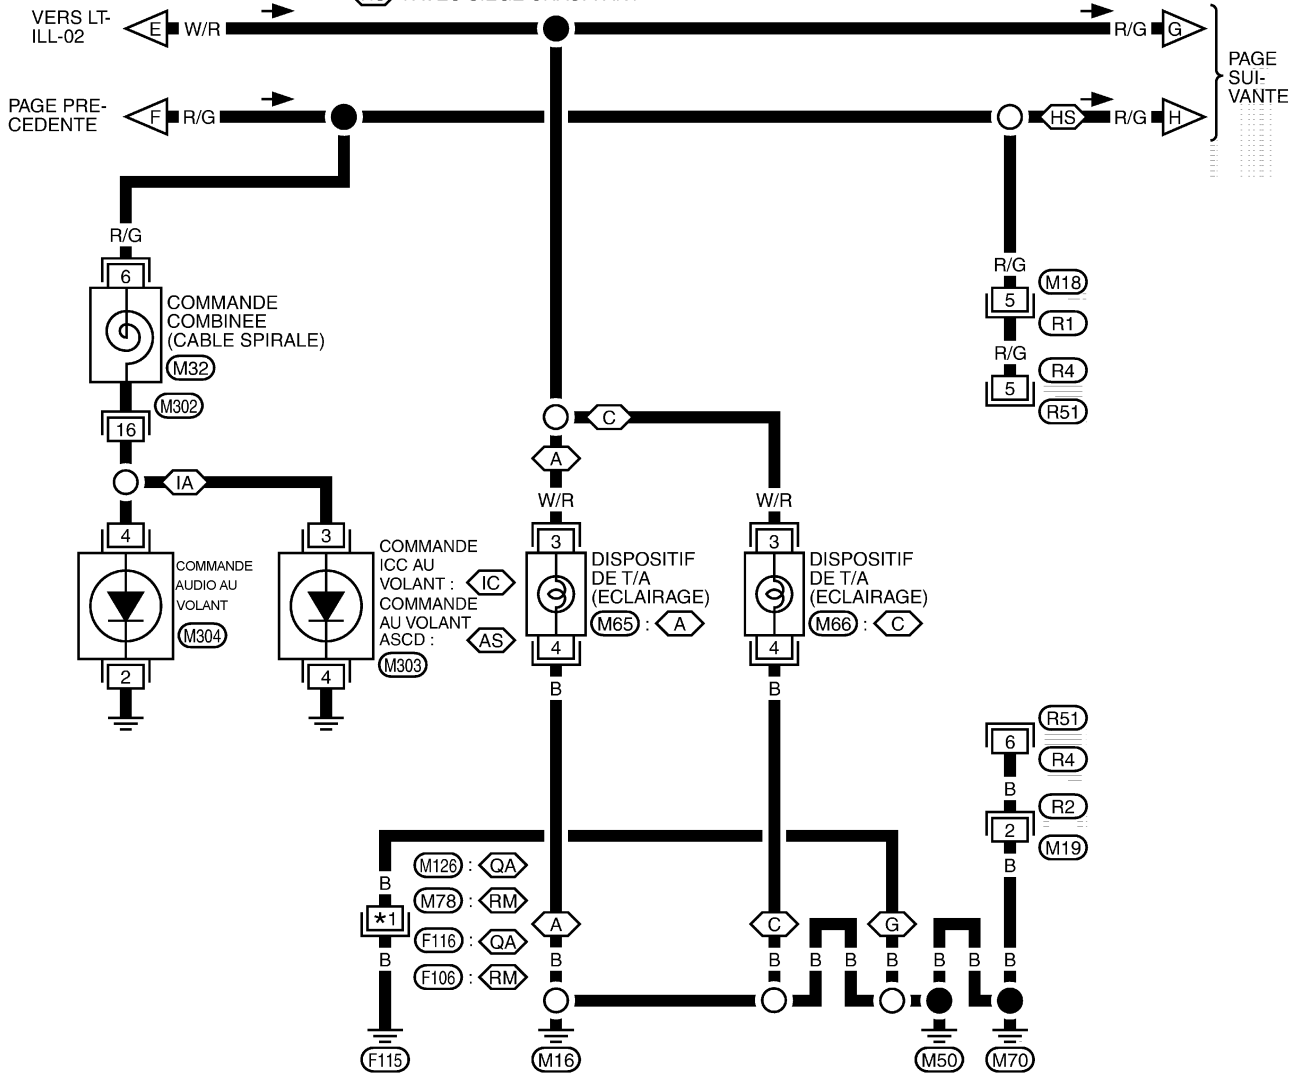 VERS LT-
ILL-02
E
W/R
R/G
G
PAGE
SUI-
VANTE
PAGE PRE-
CEDENTE
F
R/G
HS
R/G
H
R/G
6
COMMANDE
COMBINEE
(CABLE SPIRALE)
M32
M302
16
IA
R/G
M18
5
R1
R/G
R4
5
R51
C
A
W/R
W/R
4
3
3
3
COMMANDE
AUDIO AU
VOLANT
M304
COMMANDE
ICC AU
VOLANT : IC
COMMANDE
AU VOLANT
ASCD : AS
M303
DISPOSITIF
DE T/A
(ECLAIRAGE)
M65 : A
DISPOSITIF
DE T/A
(ECLAIRAGE)
M66 : C
2
4
4
4
B
B
R51
6
R4
B
R2
2
M19
B
M126 : QA
B
M78 : RM
*1
F116 : QA
B
F106 : RM
A
C
G
B
B
B
B
B
B
B
B
F115
M16
M50
M70